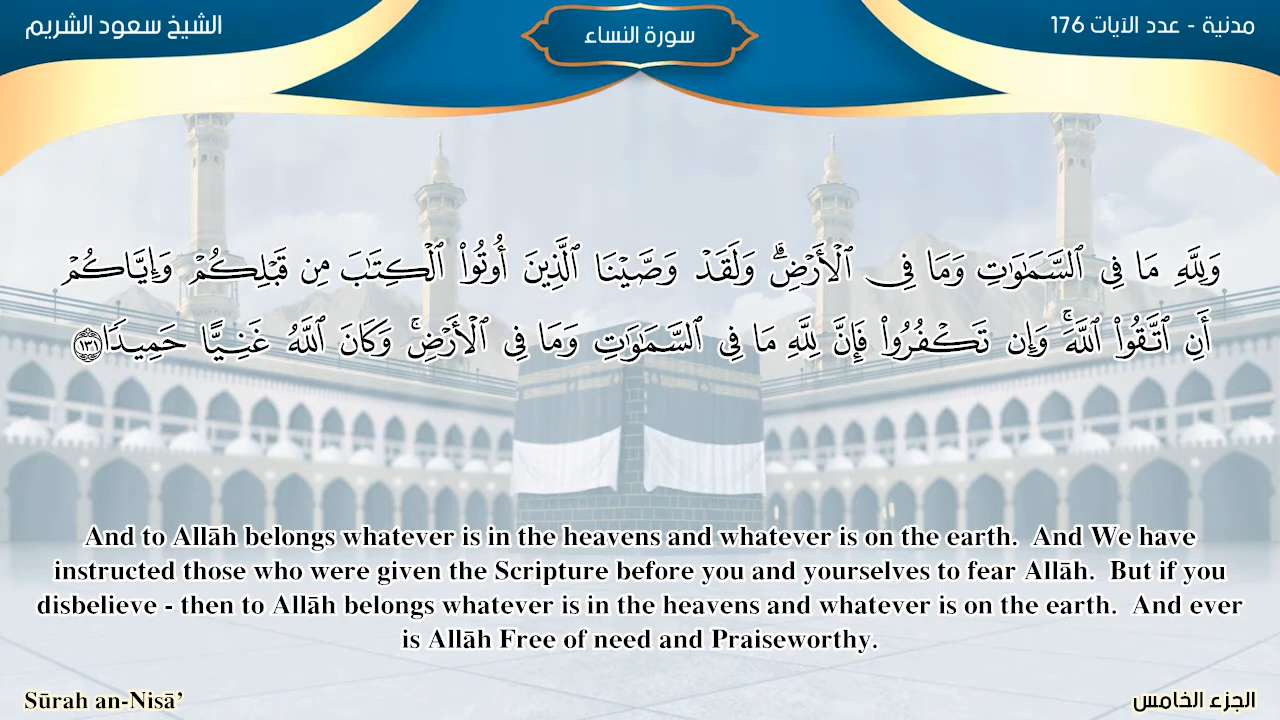 مدنية - عدد الآيات 176
سورة النساء
الشيخ سعود الشريم
وَلِلَّهِ مَا فِي ٱلسَّمَـٰوَٰتِ وَمَا فِي ٱلْأَرْضِۗ وَلَقَدْ وَصَّيْنَا ٱلَّذِينَ أُوتُوا۟ ٱلْكِتَـٰبَ مِن قَبْلِكُمْ وَإِيَّاكُمْ
أَنِ ٱتَّقُوا۟ ٱللَّهَۚ وَإِن تَكْفُرُوا۟ فَإِنَّ لِلَّهِ مَا فِي ٱلسَّمَـٰوَٰتِ وَمَا فِي ٱلْأَرْضِۚ وَكَانَ ٱللَّهُ غَنِيًّا حَمِيدًا ١٣١
And to Allāh belongs whatever is in the heavens and whatever is on the earth.  And We have
instructed those who were given the Scripture before you and yourselves to fear Allāh.  But if you
disbelieve - then to Allāh belongs whatever is in the heavens and whatever is on the earth.  And ever
is Allāh Free of need and Praiseworthy.
Sūrah an-Nisā’
الجزء الخامس